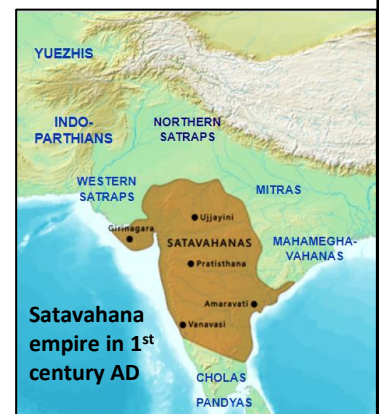 YUEZHIS
INDO-
PARTHIANS
NORTHERN
SATRAPS
WESTERN
SATRAPS
MITRAS
Ujjayini
Girinagara
SATAVAHANAS
MAHAMEGHA-
VAHANAS
Pratisthana
Amaravati
Vanavasi
Satavahana
empire in 1st
century AD
CHOLAS
PANDYAS